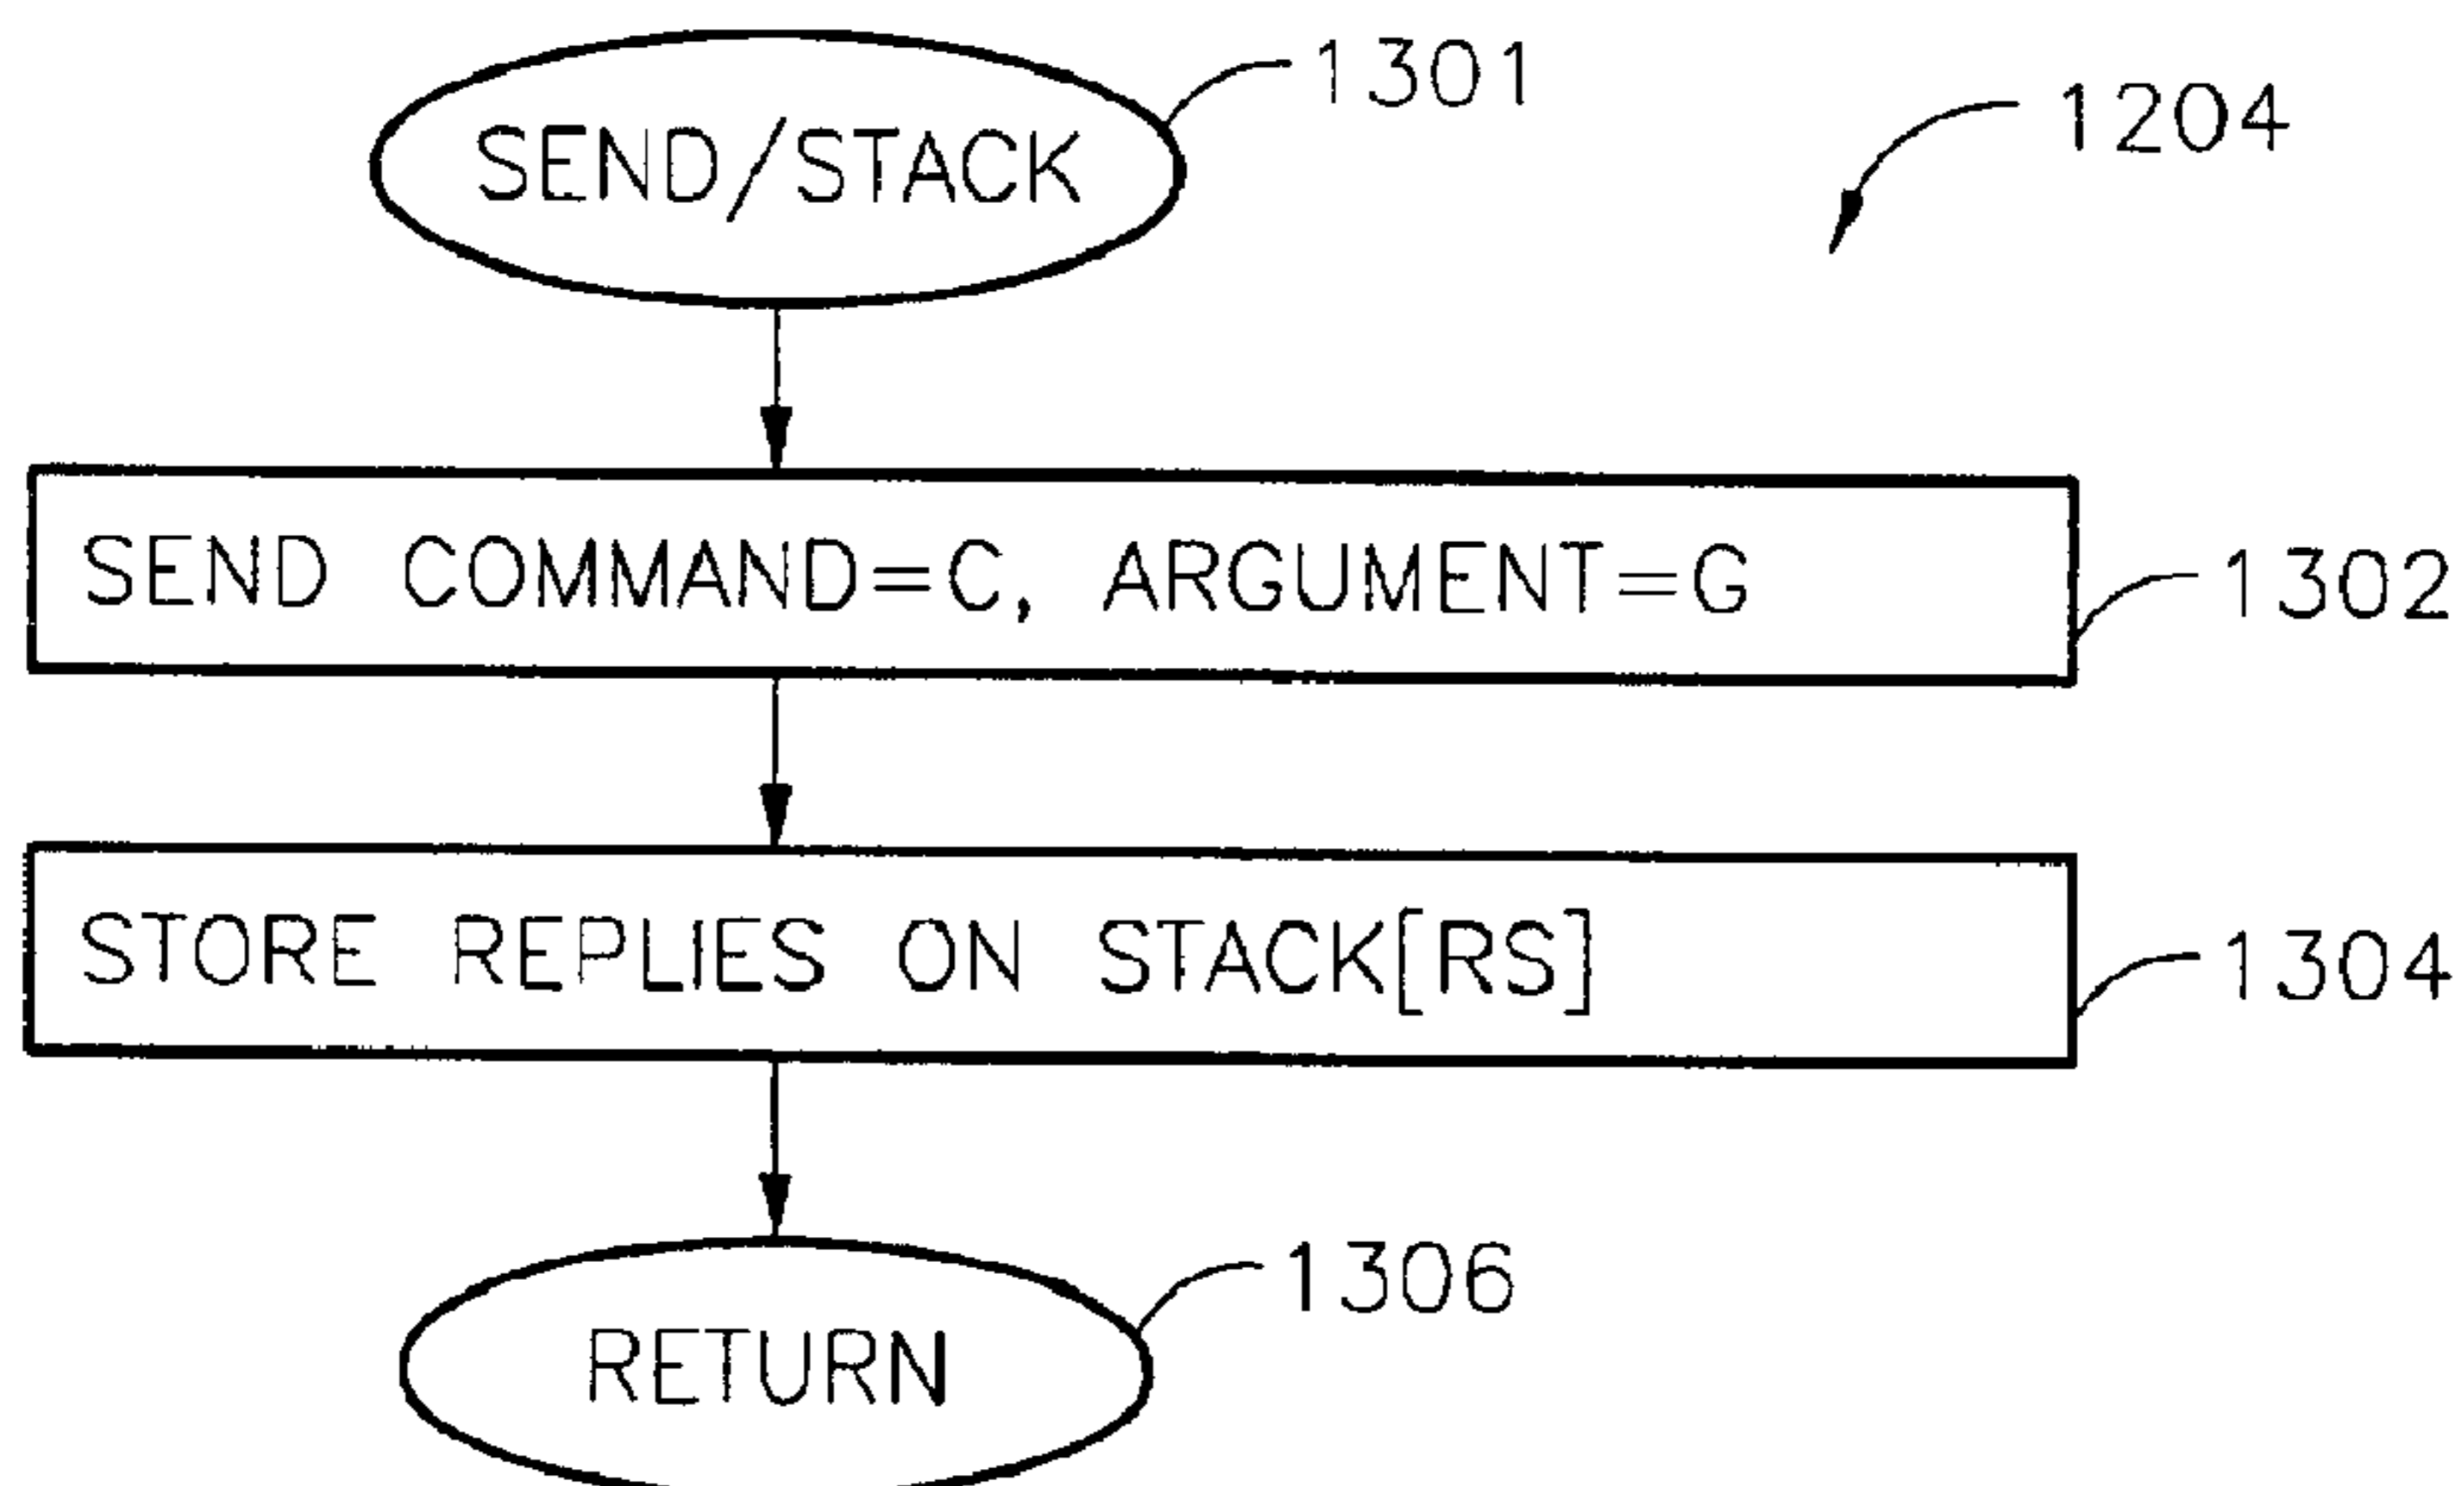 SEND/STACK
1301
1204
SEND COMMAND=C, ARGUMENT=G
1302
STORE REPLIES ON STACK[RS]
1304
RETURN
1306